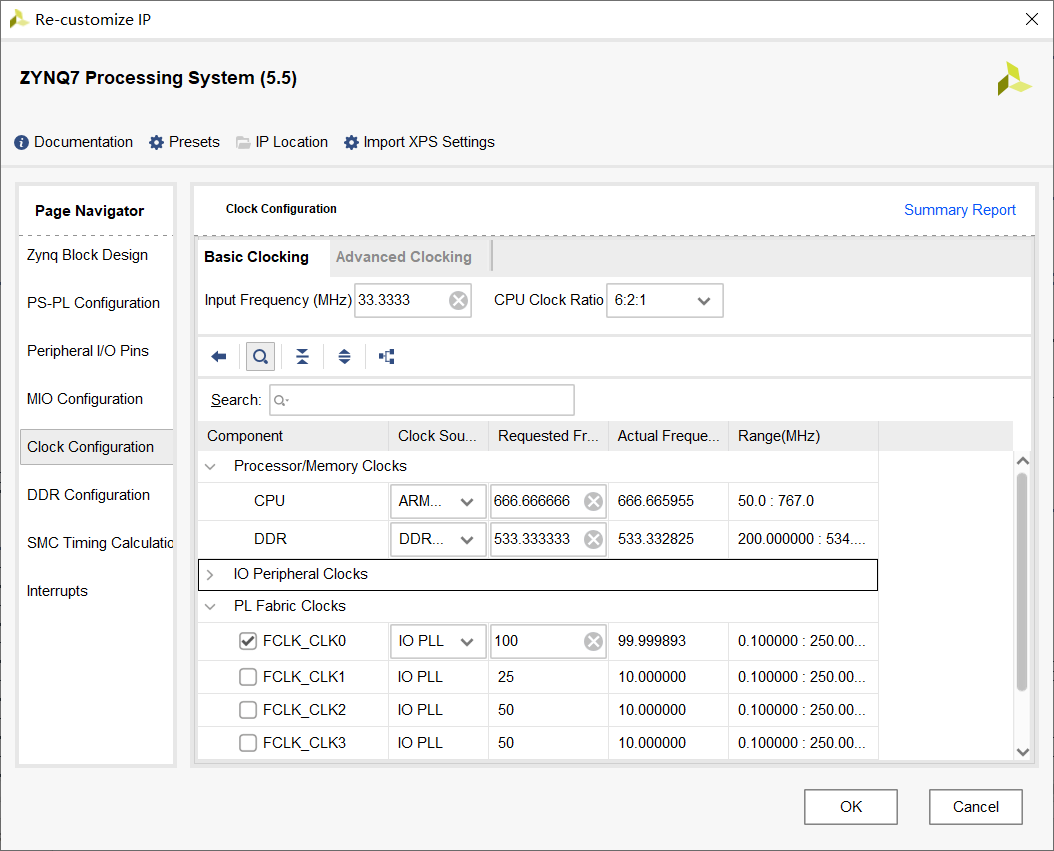 Re-customize IP
ZYNQ7 Processing System (5.5)
Documentation Presets IP Location Import XPS Settings
Page Navigator
Zynq Block Design
PS-PL Configuration
Peripheral I/O Pins
MIO Configuration
Clock Configuration
DDR Configuration
SMC Timing Calculatio
Interrupts
Clock Configuration Summary Report
Basic Clocking Advanced Clocking
Input Frequency (MHz) 33.3333 CPU Clock Ratio 6:2:1
Search:
Component Clock Sou... Requested Fr... Actual Freque... Range(MHz)
Processor/Memory Clocks
CPU ARM... 666.666666 666.665955 50.0 : 767.0
DDR DDR... 533.333333 533.332825 200.000000 : 534....
IO Peripheral Clocks
PL Fabric Clocks
FCLK_CLK0 IO PLL 100 99.999893 0.100000 : 250.00...
FCLK_CLK1 IO PLL 25 10.000000 0.100000 : 250.00...
FCLK_CLK2 IO PLL 50 10.000000 0.100000 : 250.00...
FCLK_CLK3 IO PLL 50 10.000000 0.100000 : 250.00...
OK Cancel